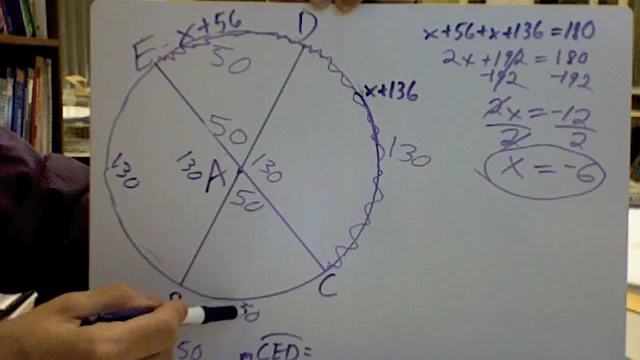 x+56
D
x+56+x+136=180
E
50
2x+192=180
-192 -192
x+136
2x=-12
2 2
50
130
130
130
A
130
x=-6
50
C
50
50
mCED=